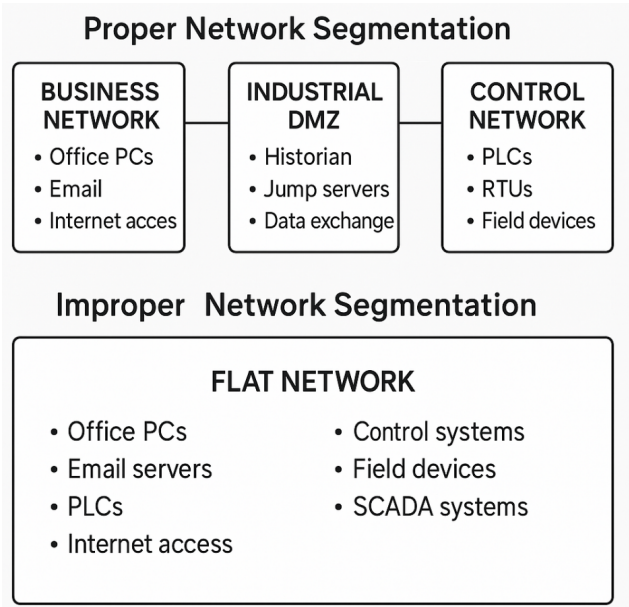 Proper Network Segmentation
BUSINESS
NETWORK
• Office PCs
• Email
• Internet acces
INDUSTRIAL
DMZ
• Historian
• Jump servers
• Data exchange
CONTROL
NETWORK
• PLCs
• RTUs
• Field devices
Improper Network Segmentation
FLAT NETWORK
• Office PCs
• Email servers
• PLCs
• Internet access
• Control systems
• Field devices
• SCADA systems